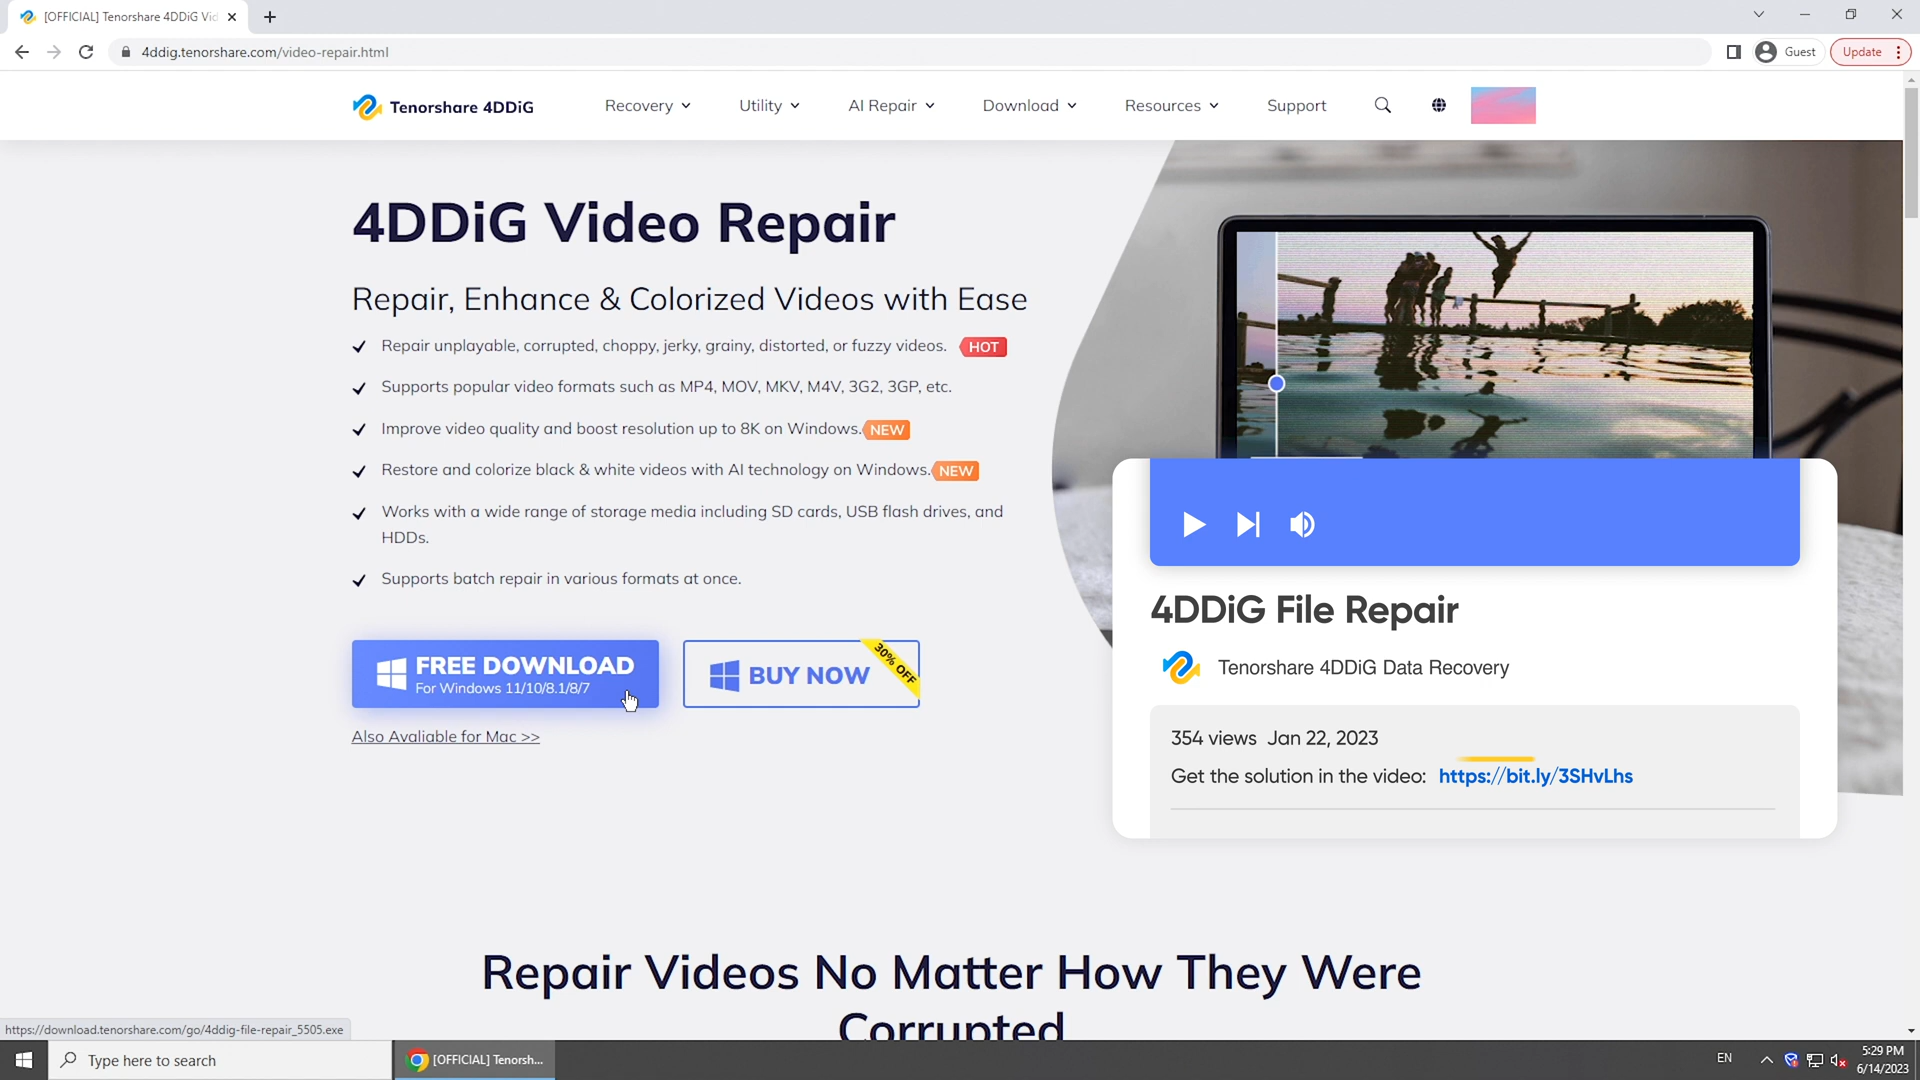 [OFFICIAL] Tenorshare 4DDiG Vid
4ddig.tenorshare.com/video-repair.html
Guest
Update
Tenorshare 4DDiG
Recovery
Utility
AI Repair
Download
Resources
Support
4DDiG Video Repair
Repair, Enhance & Colorized Videos with Ease
Repair unplayable, corrupted, choppy, jerky, grainy, distorted, or fuzzy videos. HOT
Supports popular video formats such as MP4, MOV, MKV, M4V, 3G2, 3GP, etc.
Improve video quality and boost resolution up to 8K on Windows. NEW
Restore and colorize black & white videos with AI technology on Windows. NEW
Works with a wide range of storage media including SD cards, USB flash drives, and
HDDs.
Supports batch repair in various formats at once.
FREE DOWNLOAD
For Windows 11/10/8.1/8/7
BUY NOW
30% OFF
Also Avaliable for Mac >>
4DDiG File Repair
Tenorshare 4DDiG Data Recovery
354 views Jan 22, 2023
Get the solution in the video: https://bit.ly/3SHvLhs
Repair Videos No Matter How They Were
Corrupted
https://download.tenorshare.com/go/4ddig-file-repair_5505.exe
Type here to search
[OFFICIAL] Tenorsh...
EN
5:29 PM
6/14/2023